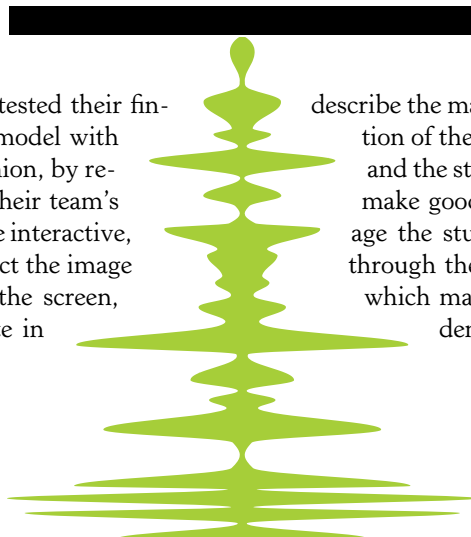 tested their fin-
model with
ion, by re-
heir team's
e interactive,
ct the image
the screen,
e in
describe the ma
tion of the
and the st
make good
age the stu
through the
which ma
den